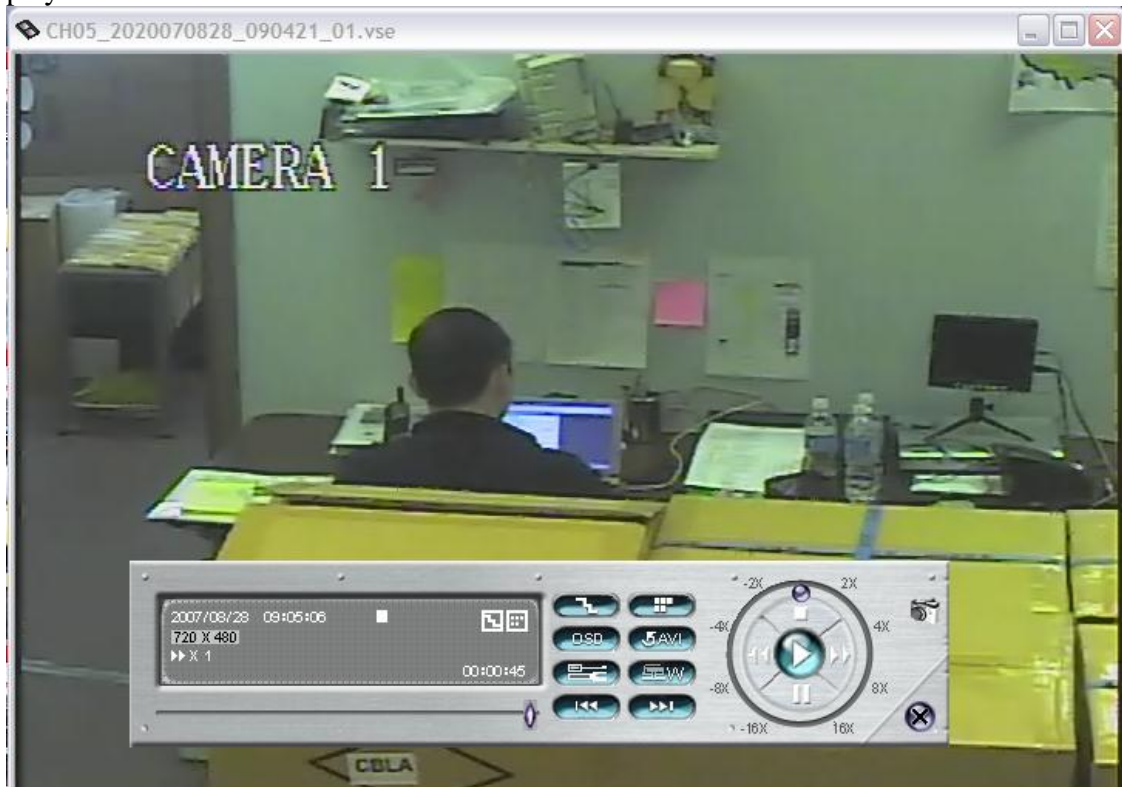 CH05_2020070828_090421_01.vse
CAMERA 1
2007/08/28 09:05:06
720 X 480
X 1
00:00:45
OSD
AVI
-2X
2X
-4X
4X
-8X
8X
-16X
16X
CBLA